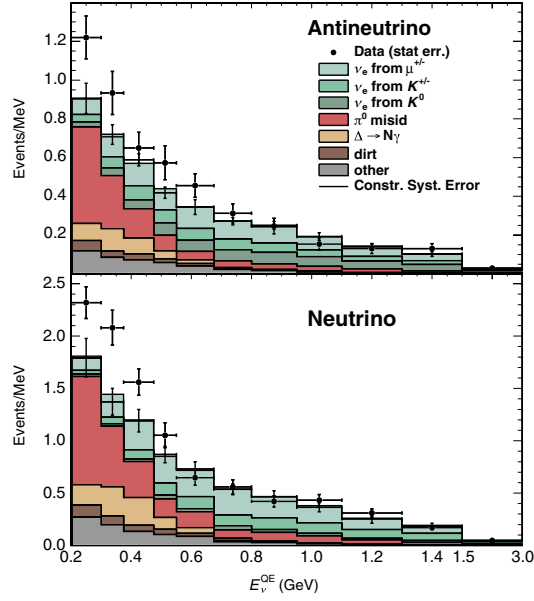 Antineutrino
Data (stat err.)
νe from μ+/-
νe from K+/-
νe from K0
π0 misid
Δ → Nγ
dirt
other
Constr. Syst. Error
Events/MeV
1.2
1.0
0.8
0.6
0.4
0.2
Neutrino
Events/MeV
2.5
2.0
1.5
1.0
0.5
0.0
0.2 0.4 0.6 0.8 1.0 1.2 1.4 1.5 3.0
EνQE (GeV)